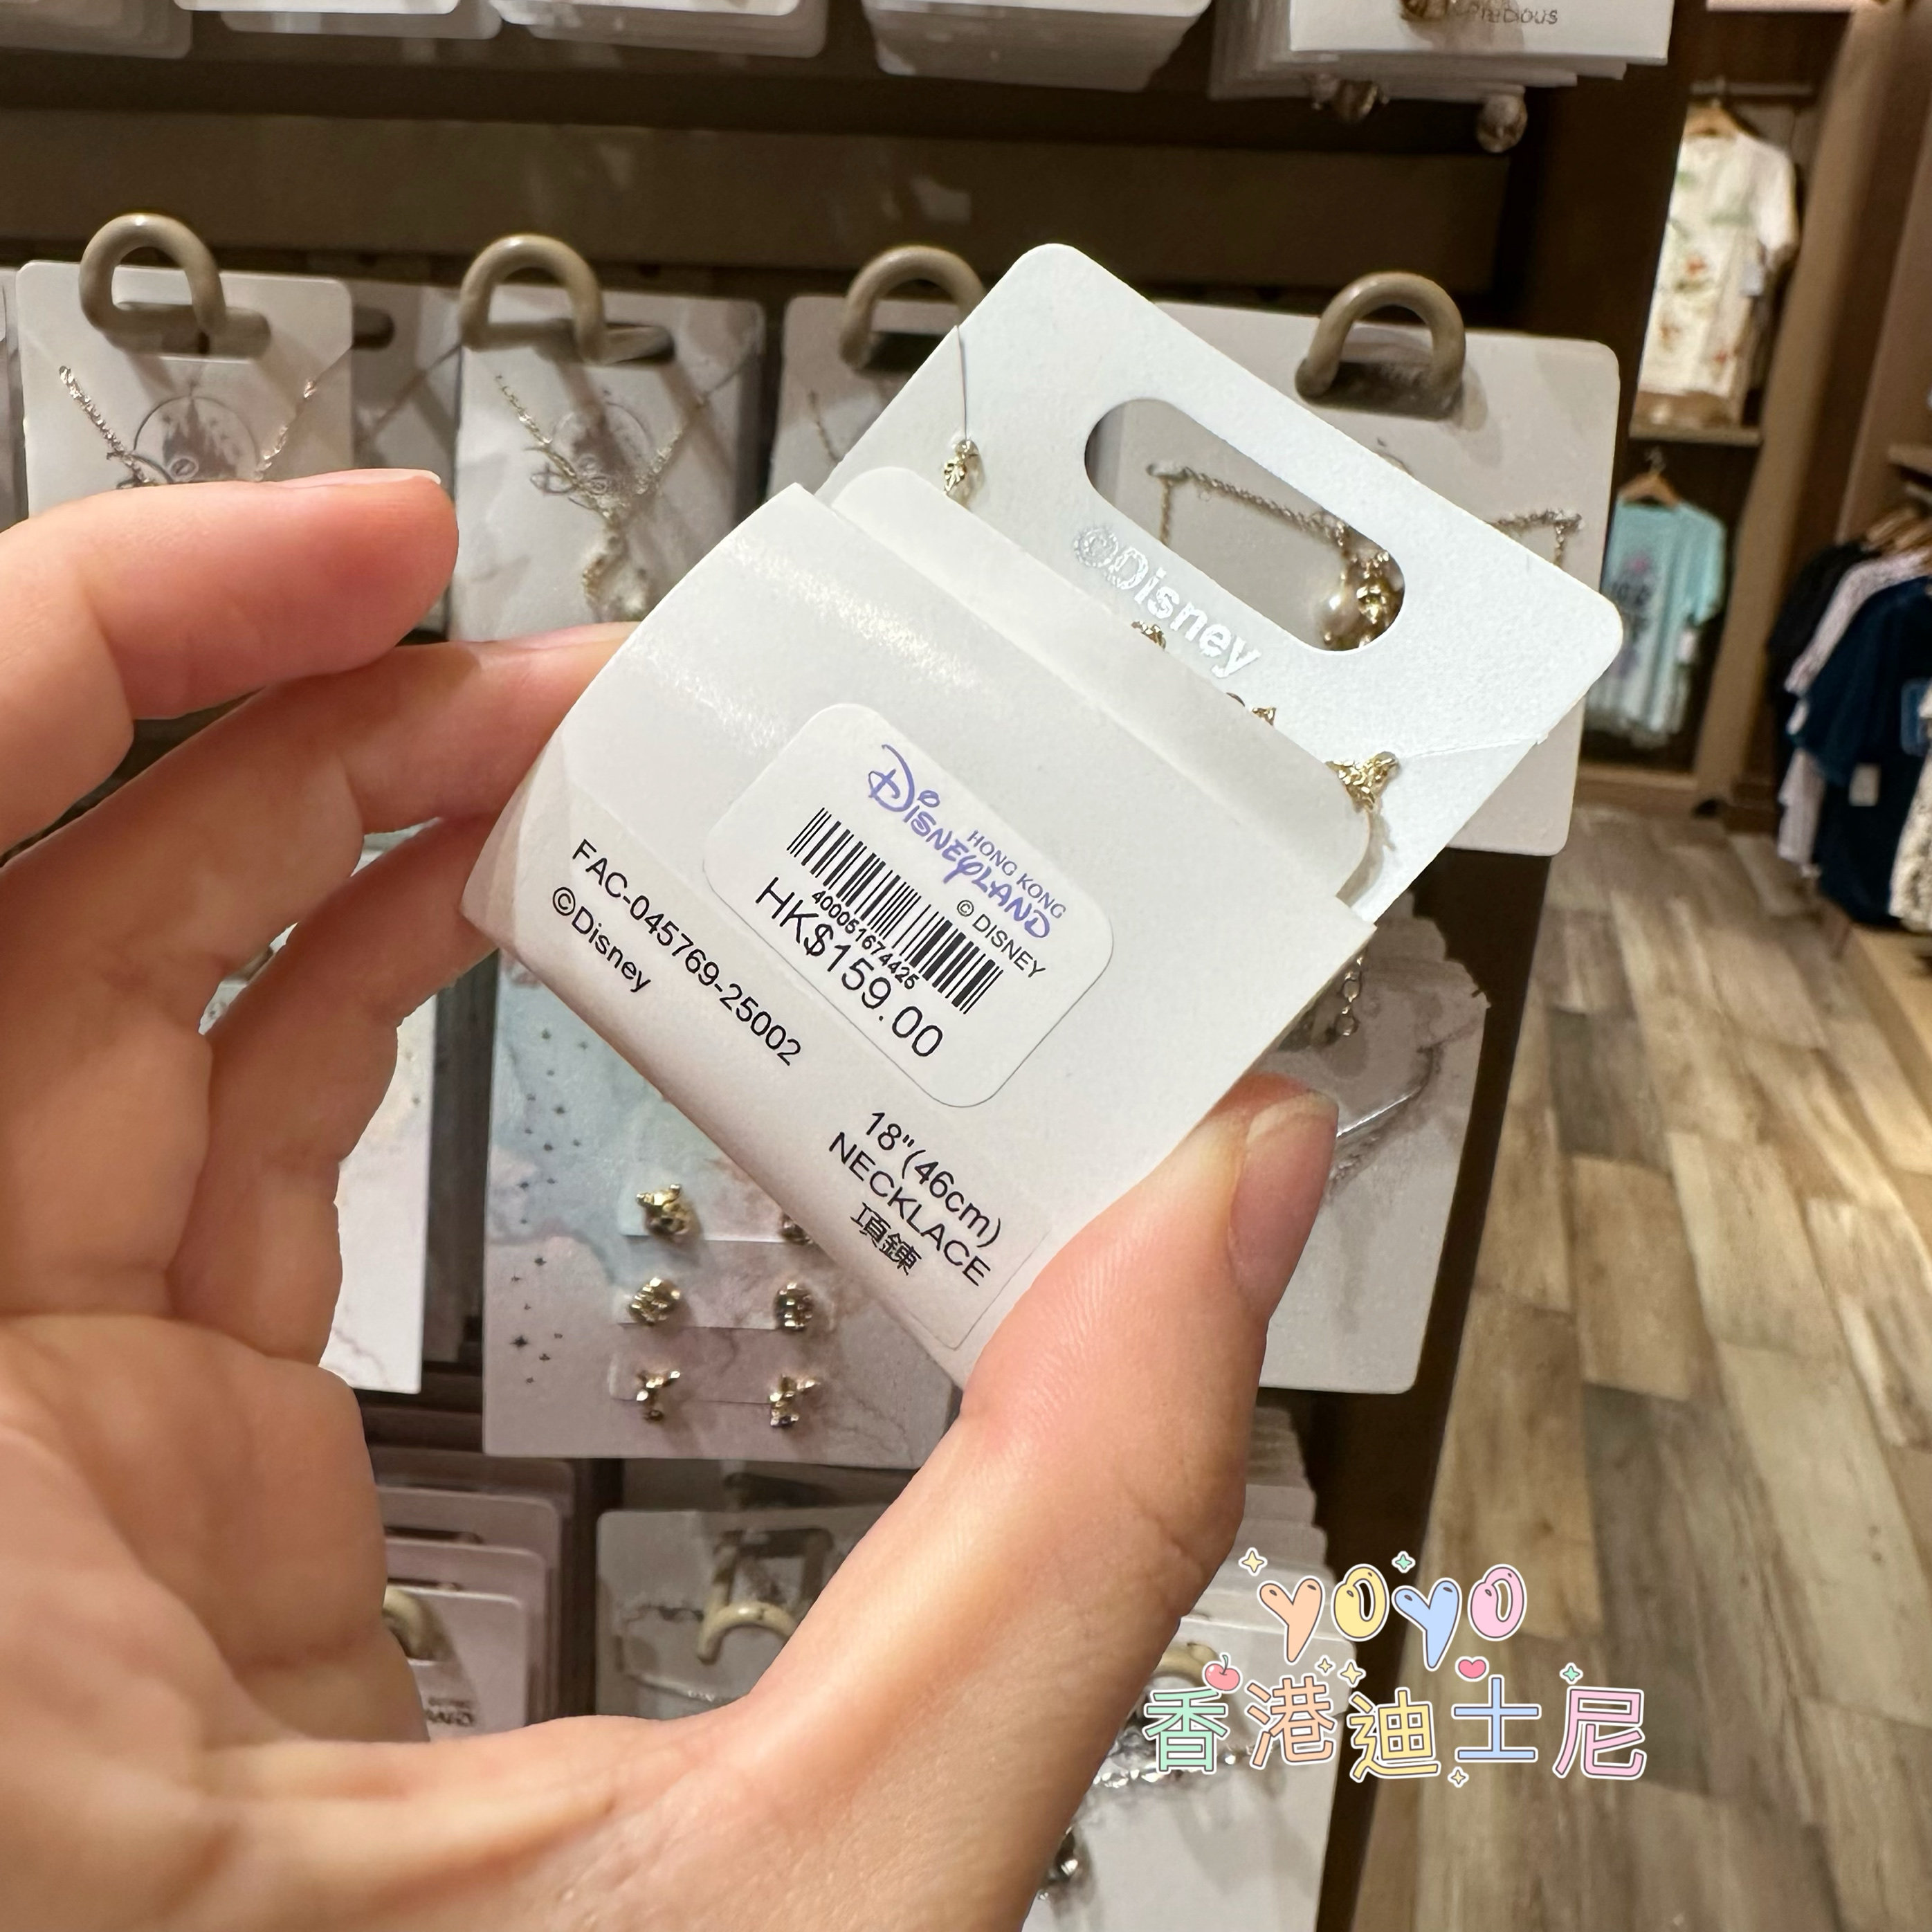 Precious
©Disney
HONG KONG
DISNEYLAND
© DISNEY
400051674425
HK$159.00
FAC-045769-25002
©Disney
18"(46cm)
NECKLACE
項鍊
yoyo
香港迪士尼